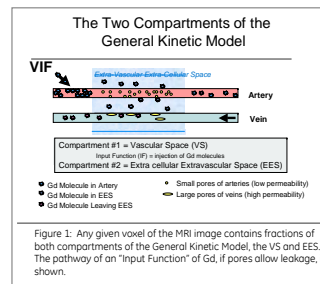 The Two Compartments of the
General Kinetic Model
VIF
Extra-Vascular Extra-Cellular Space
Artery
Vein
Compartment #1 = Vascular Space (VS)
Input Function (IF) = injection of Gd molecules
Compartment #2 = Extra cellular Extravascular Space (EES)
Gd Molecule in Artery
Gd Molecule in EES
Gd Molecule Leaving EES
Small pores of arteries (low permeability)
Large pores of veins (high permeability)
Figure 1: Any given voxel of the MRI image contains fractions of
both compartments of the General Kinetic Model, the VS and EES.
The pathway of an "Input Function" of Gd, if pores allow leakage, is
shown.